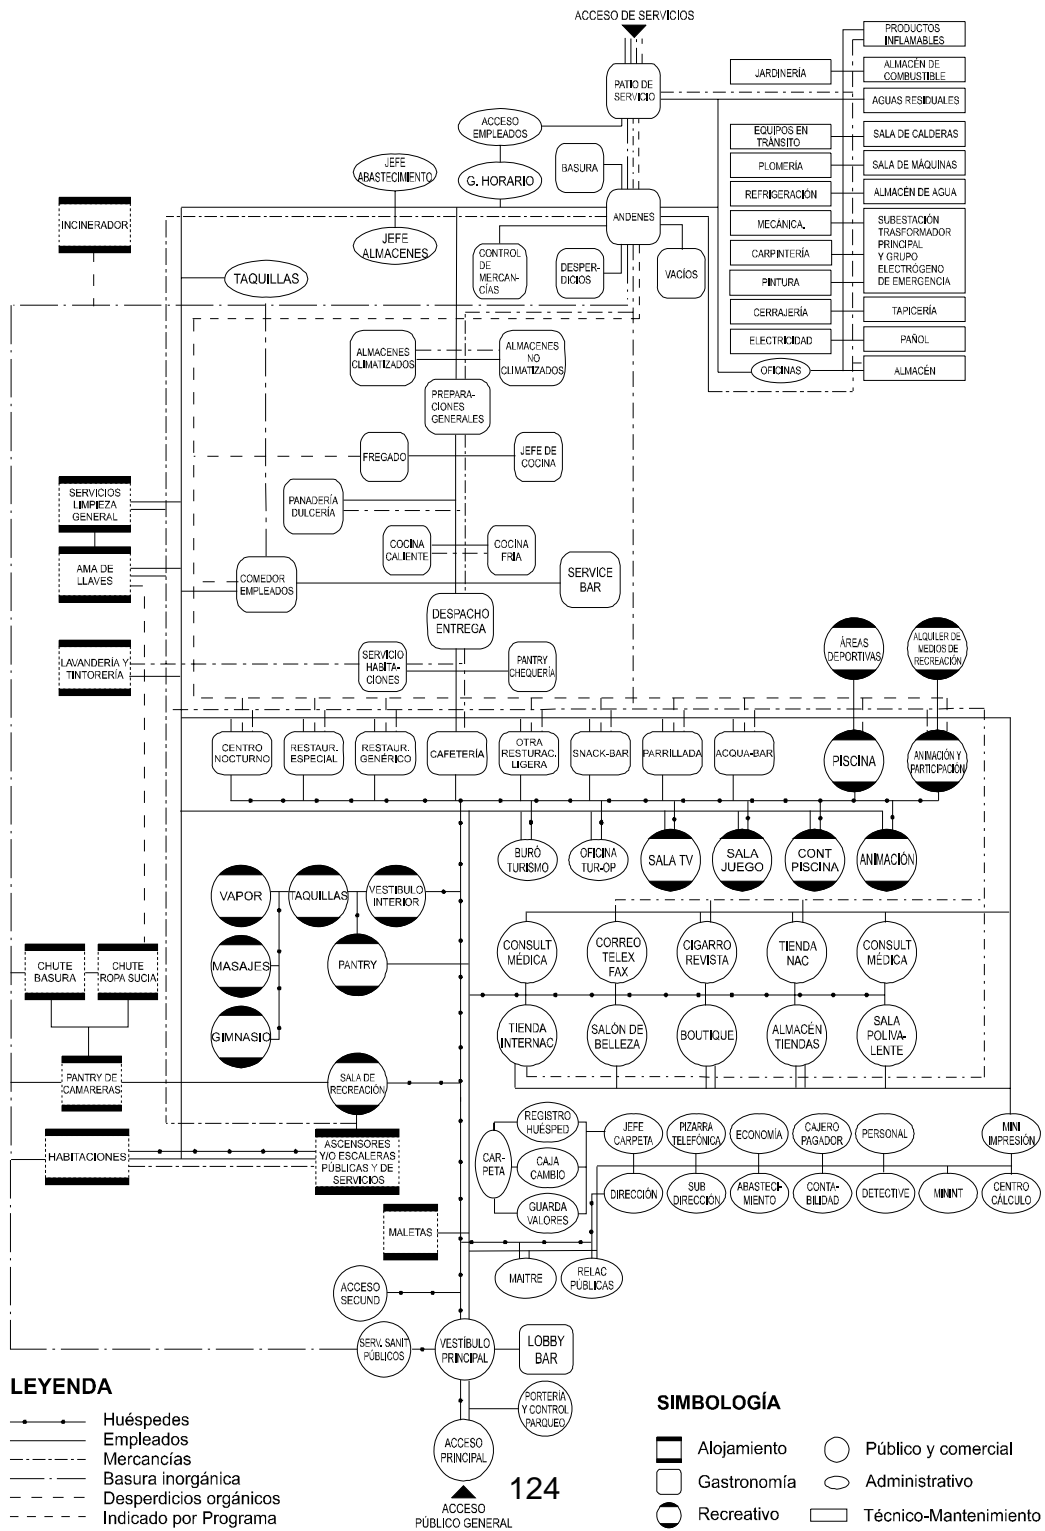 ACCESO DE SERVICIOS
PATIO DE
SERVICIO
PRODUCTOS
INFLAMABLES
JARDINERÍA
ALMACÉN DE
COMBUSTIBLE
AGUAS RESIDUALES
ACCESO
EMPLEADOS
EQUIPOS EN
TRÁNSITO
SALA DE CALDERAS
JEFE
ABASTECIMIENTO
G. HORARIO
BASURA
PLOMERÍA
SALA DE MÁQUINAS
REFRIGERACIÓN
ALMACÉN DE AGUA
INCINERADOR
JEFE
ALMACENES
ANDENES
MECÁNICA.
SUBESTACIÓN
TRASFORMADOR
PRINCIPAL
Y GRUPO
ELECTRÓGENO
DE EMERGENCIA
CARPINTERÍA
TAQUILLAS
CONTROL
DE
MERCAN-
CÍAS
DESPER-
DICIOS
VACÍOS
PINTURA
CERRAJERÍA
TAPICERÍA
ELECTRICIDAD
PAÑOL
OFICINAS
ALMACÉN
ALMACENES
CLIMATIZADOS
ALMACENES
NO
CLIMATIZADOS
PREPARA-
CIONES
GENERALES
FREGADO
JEFE DE
COCINA
SERVICIOS
LIMPIEZA
GENERAL
PANADERÍA
DULCERÍA
COCINA
CALIENTE
COCINA
FRIA
AMA DE
LLAVES
COMEDOR
EMPLEADOS
SERVICE
BAR
DESPACHO
ENTREGA
LAVANDERÍA Y
TINTORERÍA
SERVICIO
HABITA-
CIONES
PANTRY
CHEQUERÍA
ÁREAS
DEPORTIVAS
ALQUILER DE
MEDIOS DE
RECREACIÓN
CENTRO
NOCTURNO
RESTAUR.
ESPECIAL
RESTAUR.
GENÉRICO
CAFETERÍA
OTRA
RESTURAC.
LIGERA
SNACK-BAR
PARRILLADA
ACQUA-BAR
PISCINA
ANIMACIÓN Y
PARTICIPACIÓN
BURÓ
TURISMO
OFICINA
TUR-OP
SALA TV
SALA
JUEGO
CONT
PISCINA
ANIMACIÓN
VAPOR
TAQUILLAS
VESTIBULO
INTERIOR
CHUTE
BASURA
CHUTE
ROPA SUCIA
MASAJES
PANTRY
CONSULT
MÉDICA
CORREO
TELEX
FAX
CIGARRO
REVISTA
TIENDA
NAC
CONSULT
MÉDICA
GIMNASIO
TIENDA
INTERNAC
SALÓN DE
BELLEZA
BOUTIQUE
ALMACÉN
TIENDAS
SALA
POLIVA-
LENTE
PANTRY DE
CAMARERAS
SALA DE
RECREACIÓN
HABITACIONES
ASCENSORES
Y/O ESCALERAS
PÚBLICAS Y DE
SERVICIOS
CAR-
PETA
REGISTRO
HUÉSPED
CAJA
CAMBIO
GUARDA
VALORES
JEFE
CARPETA
PIZARRA
TELEFÓNICA
ECONOMÍA
CAJERO
PAGADOR
PERSONAL
MINI
IMPRESIÓN
DIRECCIÓN
SUB
DIRECCIÓN
ABASTECI-
MIENTO
CONTA-
BILIDAD
DETECTIVE
MININT
CENTRO
CÁLCULO
MALETAS
MAITRE
RELAC
PÚBLICAS
ACCESO
SECUND
SERV. SANIT
PÚBLICOS
VESTÍBULO
PRINCIPAL
LOBBY
BAR
PORTERÍA
Y CONTROL
PARQUEO
ACCESO
PRINCIPAL
ACCESO
PÚBLICO GENERAL
124
LEYENDA
Huéspedes
Empleados
Mercancías
Basura inorgánica
Desperdicios orgánicos
Indicado por Programa
SIMBOLOGÍA
Alojamiento
Público y comercial
Gastronomía
Administrativo
Recreativo
Técnico-Mantenimiento